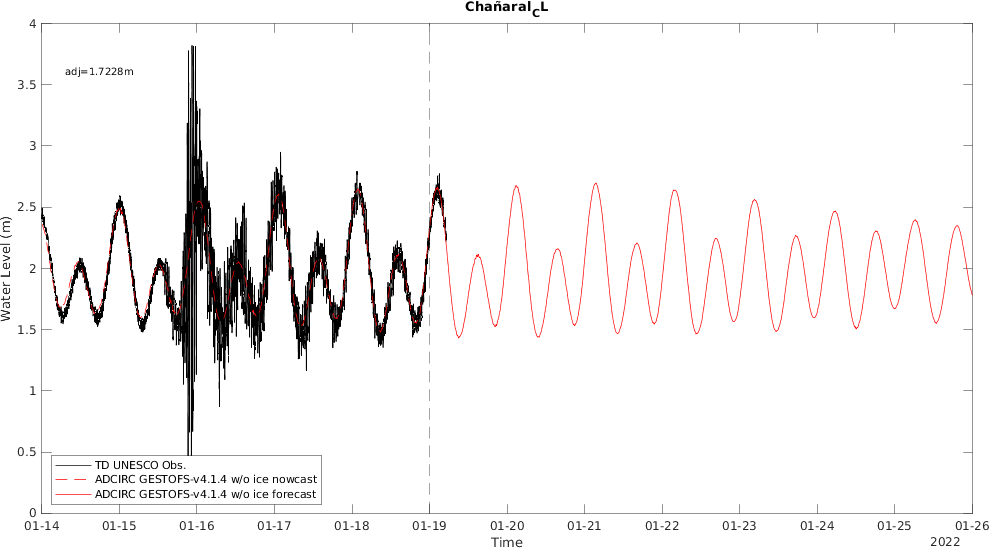 Chañaral_CL
4
3.5
3
2.5
2
1.5
1
0.5
0
Water Level (m)
adj=1.7228m
TD UNESCO Obs.
ADCIRC GESTOFS-v4.1.4 w/o ice nowcast
ADCIRC GESTOFS-v4.1.4 w/o ice forecast
01-14 01-15 01-16 01-17 01-18 01-19 01-20 01-21 01-22 01-23 01-24 01-25 01-26
Time
2022